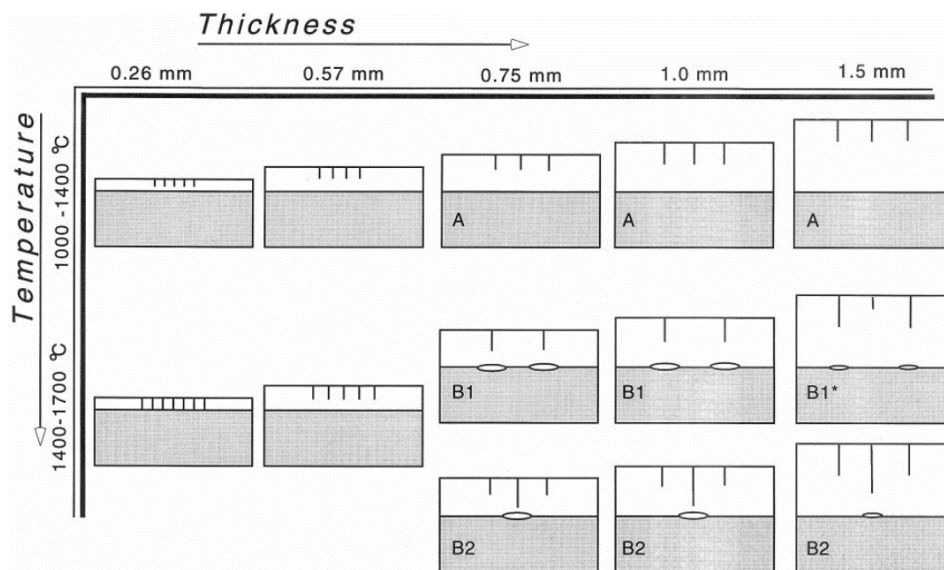 Thickness
0.26 mm 0.57 mm 0.75 mm 1.0 mm 1.5 mm
Temperature
1000 -1400 °C
A A A
1400-1700 °C
B1 B1 B1*
B2 B2 B2